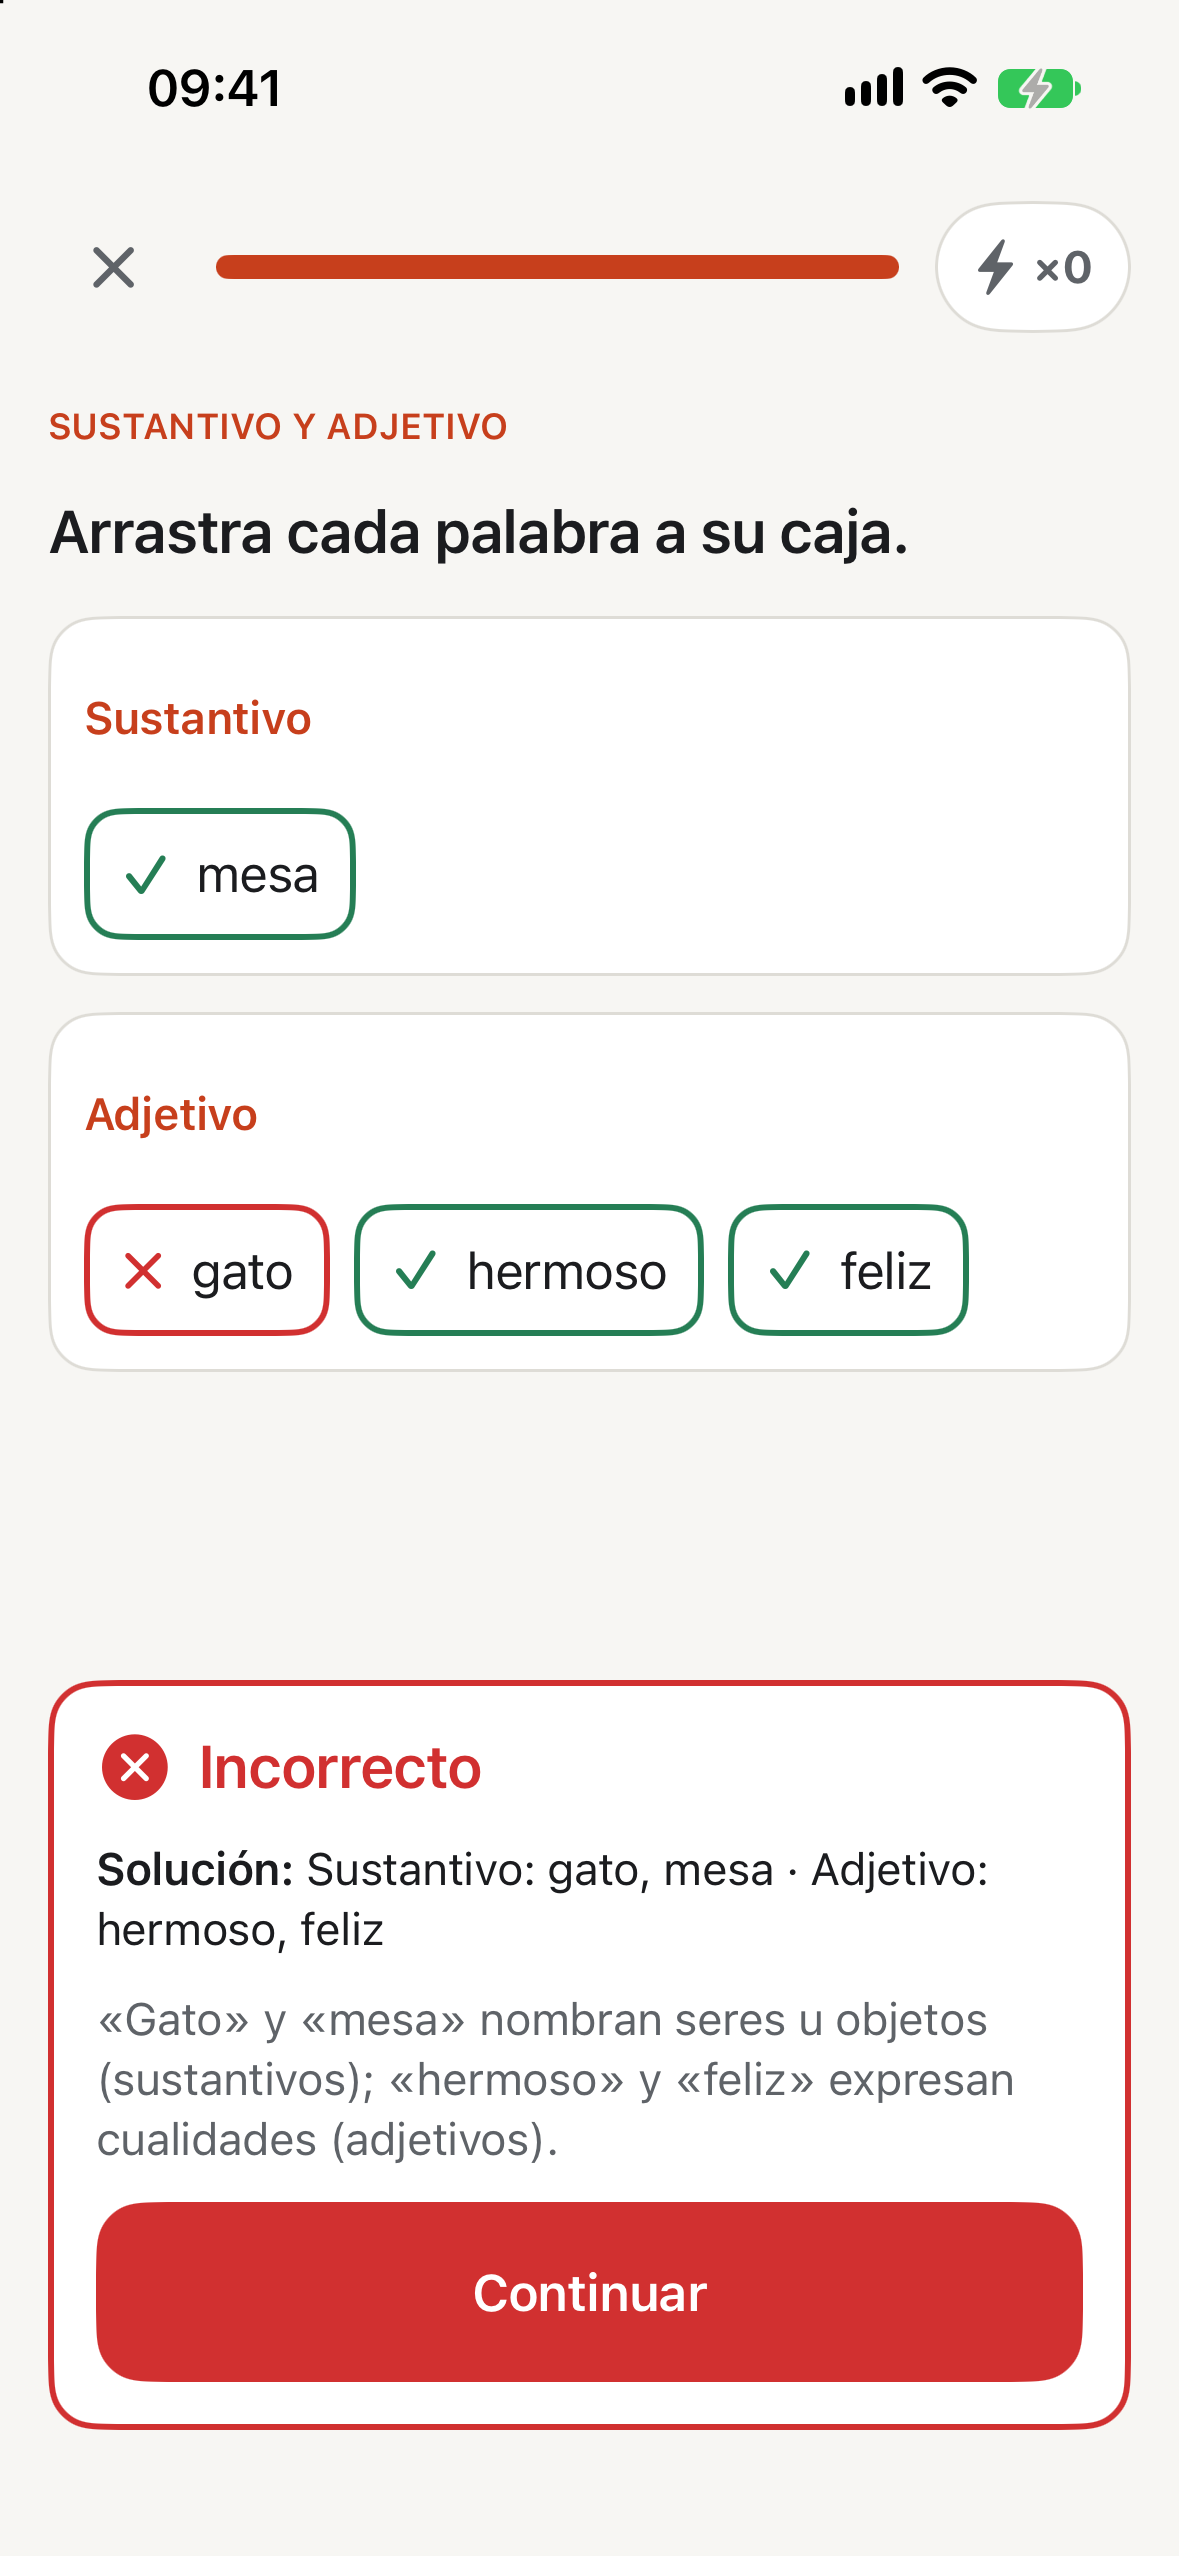 09:41
×0
SUSTANTIVO Y ADJETIVO
Arrastra cada palabra a su caja.
Sustantivo
mesa
Adjetivo
gato hermoso feliz
Incorrecto
Solución: Sustantivo: gato, mesa · Adjetivo:
hermoso, feliz
«Gato» y «mesa» nombran seres u objetos
(sustantivos); «hermoso» y «feliz» expresan
cualidades (adjetivos).
Continuar